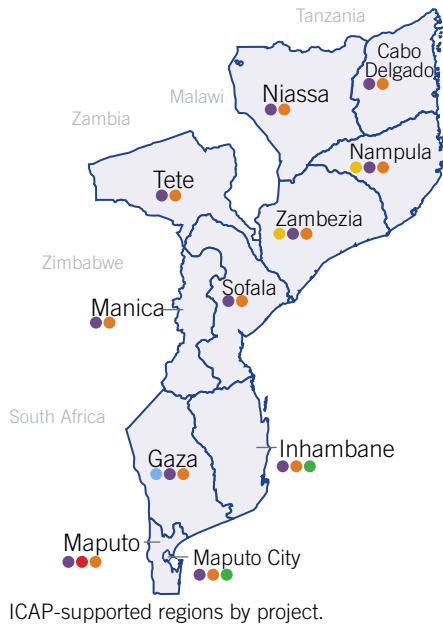 Tanzania
Cabo
Delgado
Niassa
Malawi
Zambia
Nampula
Tete
Zambezia
Zimbabwe
Sofala
Manica
South Africa
Inhambane
Gaza
Maputo
Maputo City
ICAP-supported regions by project.